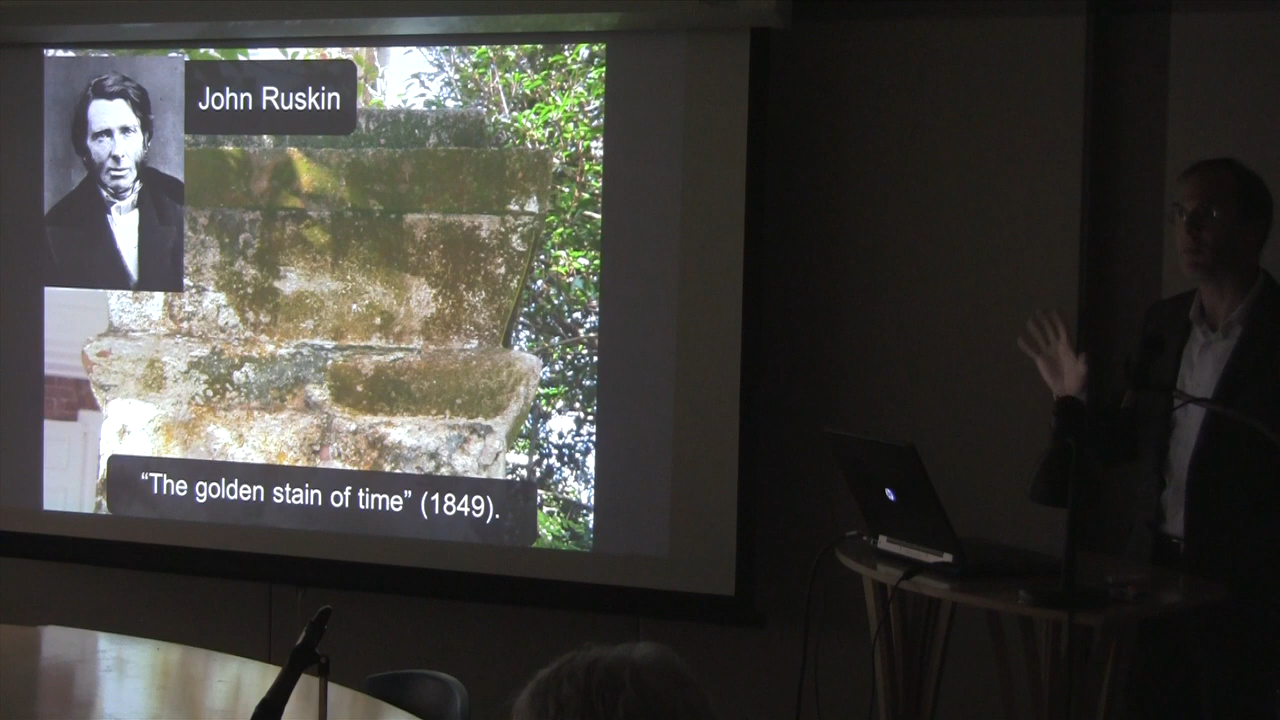 John Ruskin
“The golden stain of time” (1849).